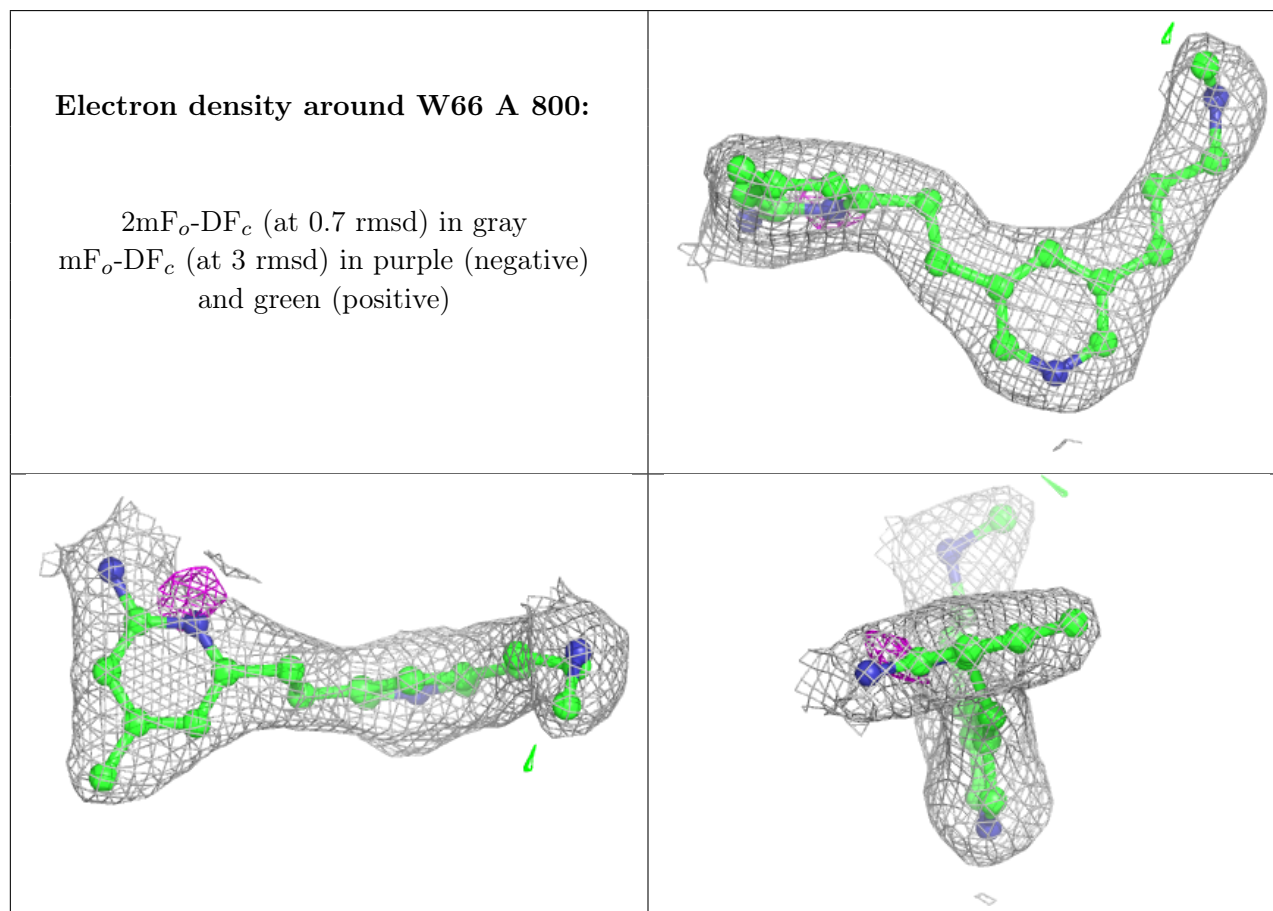 Electron density around W66 A 800:
2mFₒ-DF𝒸 (at 0.7 rmsd) in gray
mFₒ-DF𝒸 (at 3 rmsd) in purple (negative)
and green (positive)